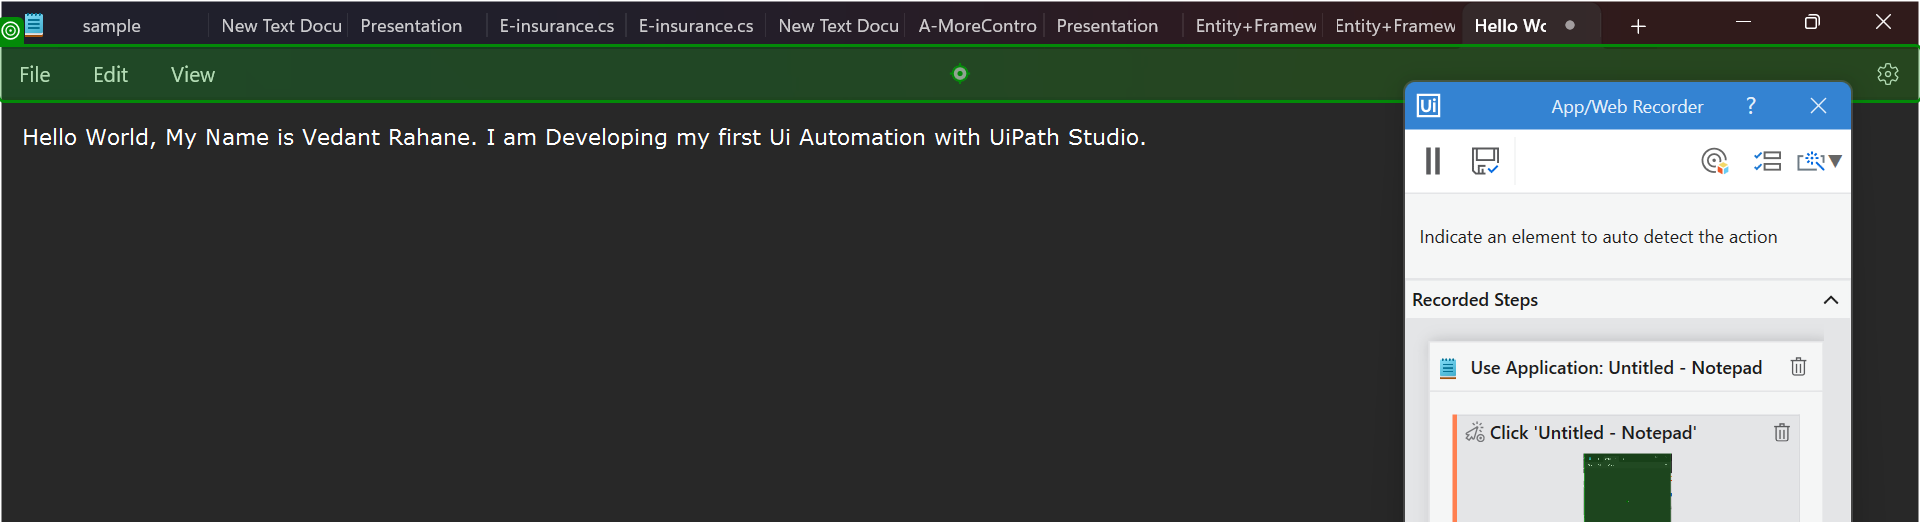 sample New Text Docu Presentation E-insurance.cs E-insurance.cs New Text Docu A-MoreContro Presentation Entity+Framew Entity+Framew Hello Wc
File Edit View
Ui App/Web Recorder ?
Hello World, My Name is Vedant Rahane. I am Developing my first Ui Automation with UiPath Studio.
Indicate an element to auto detect the action
Recorded Steps
Use Application: Untitled - Notepad
Click 'Untitled - Notepad'